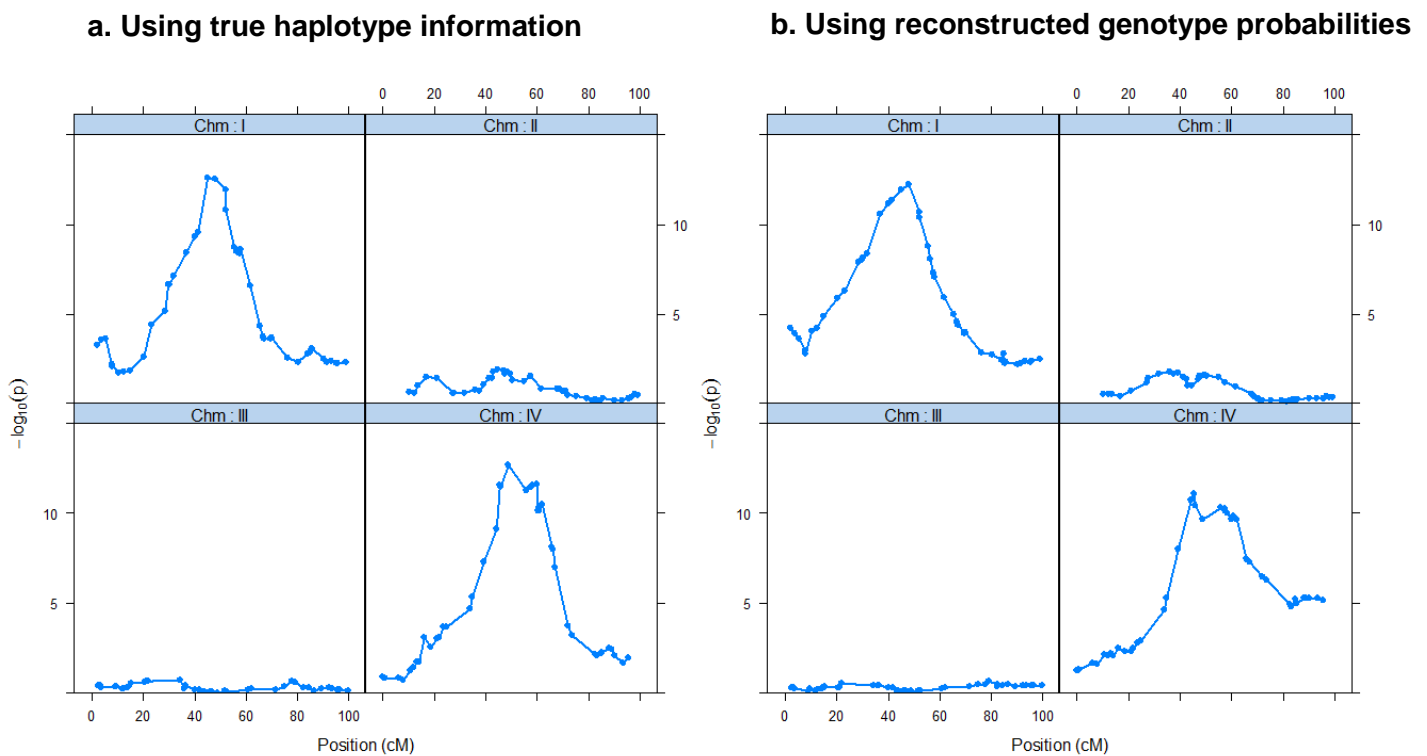 a. Using true haplotype information
0 20 40 60 80 100
Chm : I
Chm : II
10
5
Chm : III
Chm : IV
10
5
−log10(p)
0 20 40 60 80 100
Position (cM)
b. Using reconstructed genotype probabilities
0 20 40 60 80 100
Chm : I
Chm : II
10
5
Chm : III
Chm : IV
10
5
−log10(p)
0 20 40 60 80 100
Position (cM)